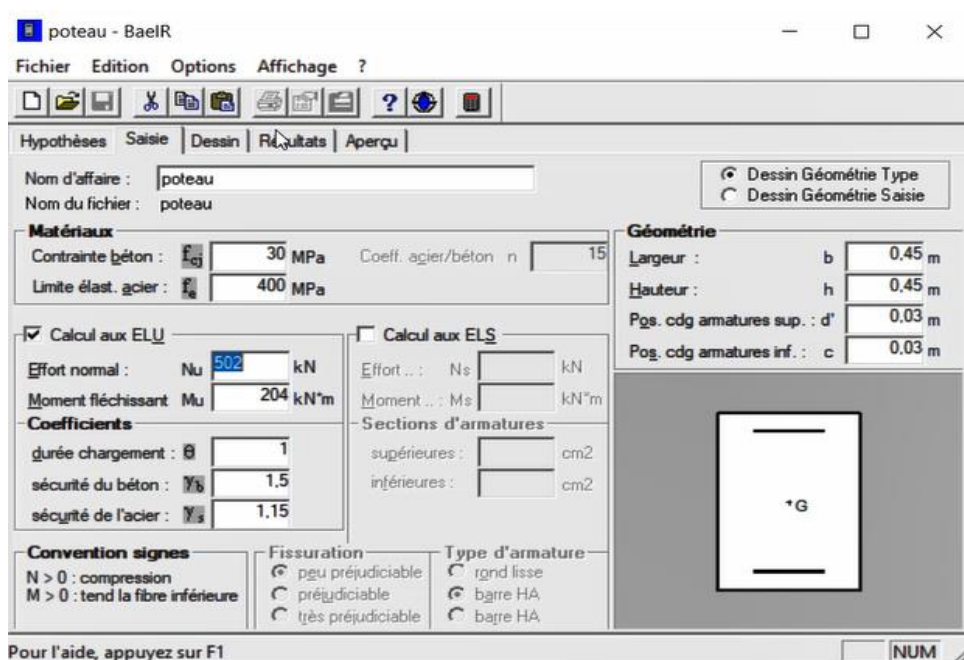 poteau - BaelR
Fichier Edition Options Affichage ?
Hypothèses Saisie Dessin Résultats Aperçu
Nom d'affaire : poteau
Nom du fichier : poteau
Dessin Géométrie Type
Dessin Géométrie Saisie
Matériaux
Contrainte béton : fcj 30 MPa Coeff. acier/béton n 15
Limite élast. acier : fe 400 MPa
Géométrie
Largeur : b 0,45 m
Hauteur : h 0,45 m
Pos. cdg armatures sup. : d' 0,03 m
Pos. cdg armatures inf. : c 0,03 m
Calcul aux ELU
Effort normal : Nu 502 kN
Moment fléchissant Mu 204 kN*m
Coefficients
durée chargement : θ 1
sécurité du béton : γb 1.5
sécurité de l'acier : γs 1,15
Calcul aux ELS
Effort .. : Ns kN
Moment .. : Ms kN*m
Sections d'armatures
supérieures : cm2
inférieures : cm2
+G
Convention signes
N > 0 : compression
M > 0 : tend la fibre inférieure
Fissuration
peu préjudiciable
préjudiciable
très préjudiciable
Type d'armature
rond lisse
barre HA
barre HA
Pour l'aide, appuyez sur F1
NUM